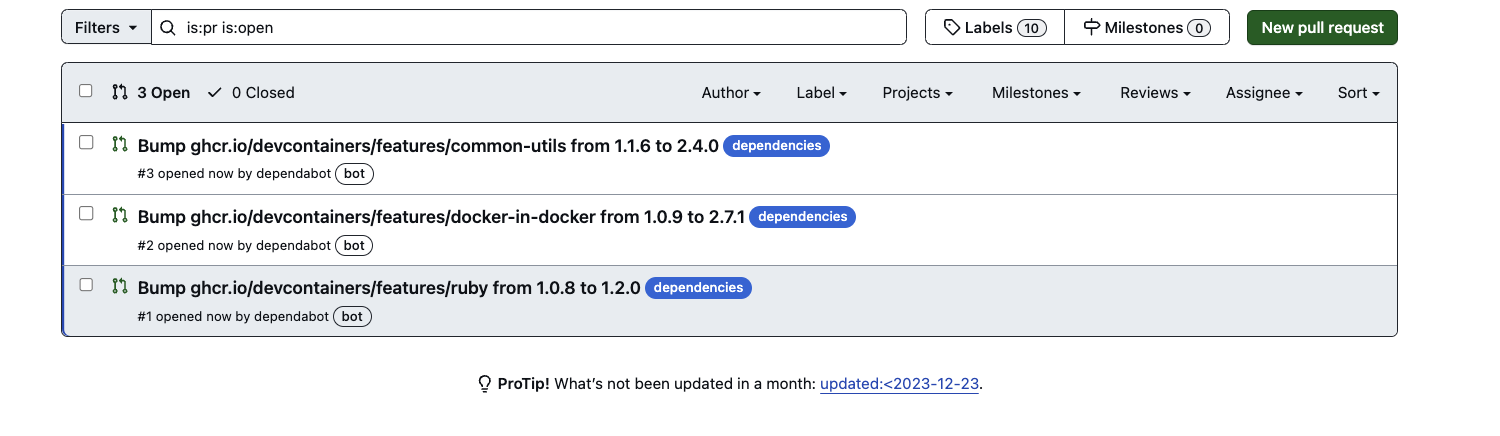 Filters is:pr is:open Labels 10 Milestones 0 New pull request
3 Open 0 Closed Author Label Projects Milestones Reviews Assignee Sort
Bump ghcr.io/devcontainers/features/common-utils from 1.1.6 to 2.4.0 dependencies
#3 opened now by dependabot bot
Bump ghcr.io/devcontainers/features/docker-in-docker from 1.0.9 to 2.7.1 dependencies
#2 opened now by dependabot bot
Bump ghcr.io/devcontainers/features/ruby from 1.0.8 to 1.2.0 dependencies
#1 opened now by dependabot bot
ProTip! What’s not been updated in a month: updated:<2023-12-23.